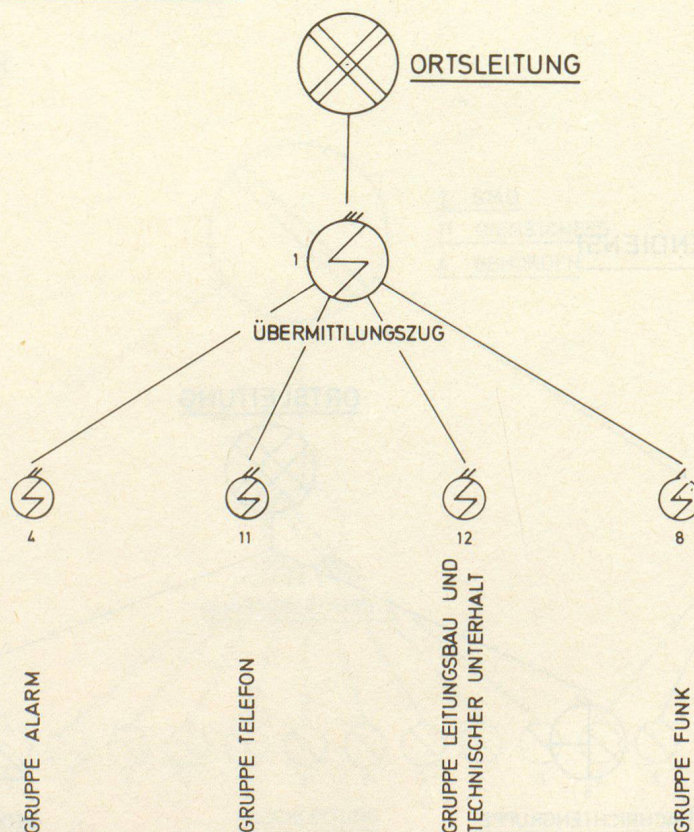 ORTSLEITUNG
1
ÜBERMITTLUNGSZUG
4
11
12
8
GRUPPE ALARM
GRUPPE TELEFON
GRUPPE LEITUNGSBAU UND
TECHNISCHER UNTERHALT
GRUPPE FUNK